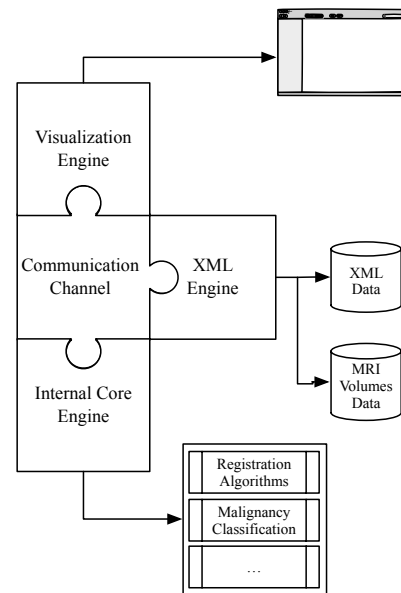 Visualization
Engine
Communication
Channel
XML
Engine
XML
Data
MRI
Volumes
Data
Internal Core
Engine
Registration
Algorithms
Malignancy
Classification
…